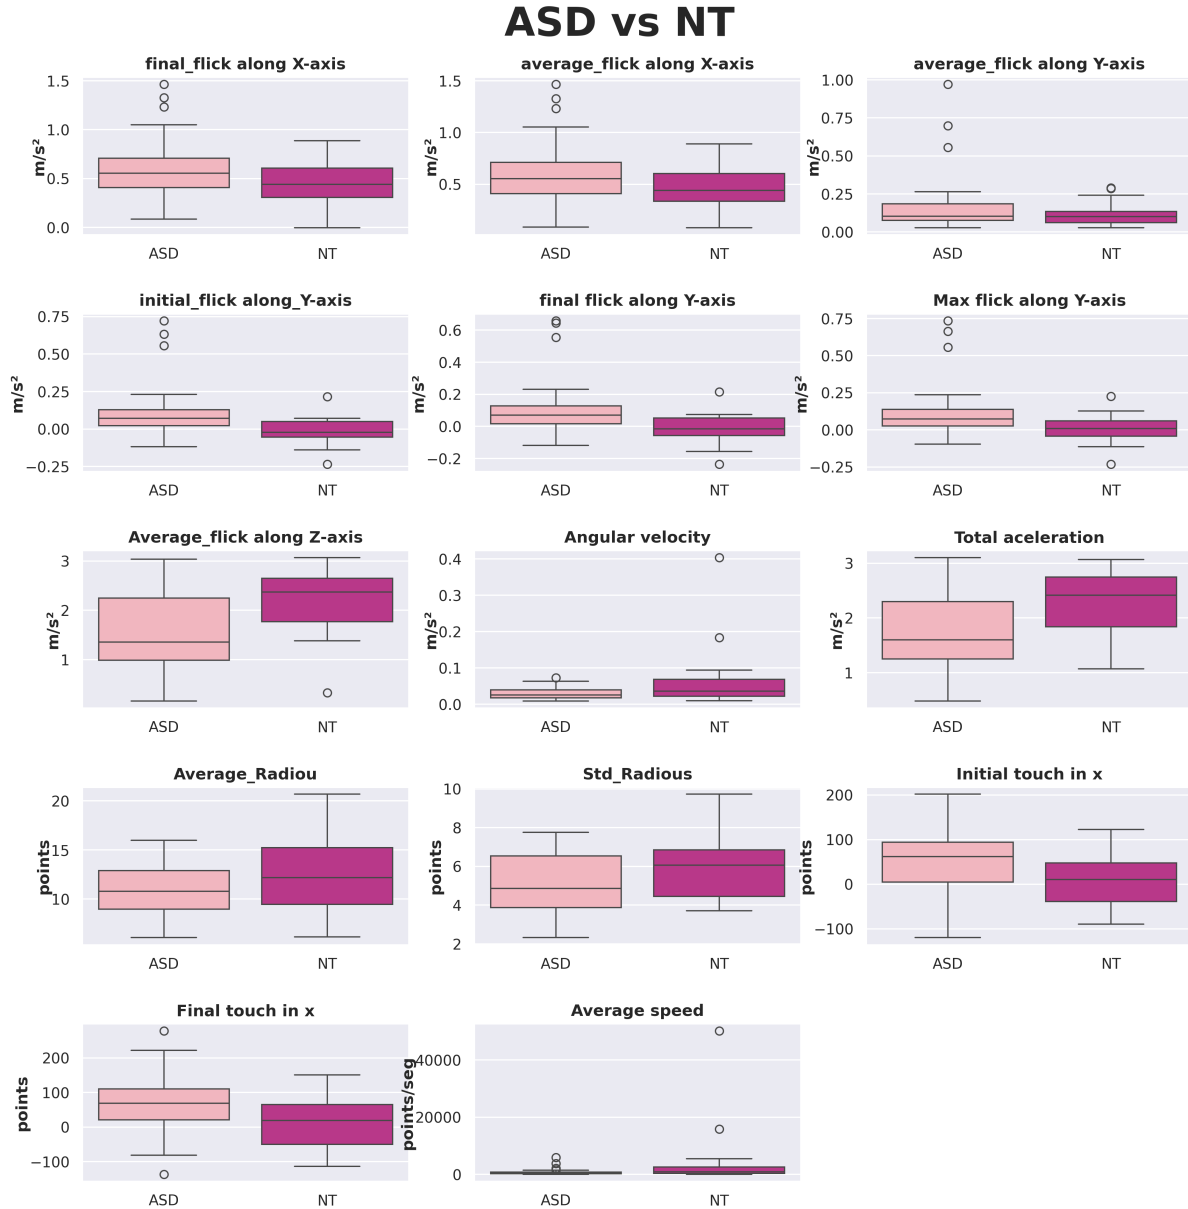 ASD vs NT
final_flick along X-axis
average_flick along X-axis
average_flick along Y-axis
m/s²
1.5
1.0
0.5
0.0
ASD
NT
m/s²
1.5
1.0
0.5
ASD
NT
m/s²
1.00
0.75
0.50
0.25
0.00
ASD
NT
initial_flick along_Y-axis
final flick along Y-axis
Max flick along Y-axis
m/s²
0.75
0.50
0.25
0.00
−0.25
ASD
NT
m/s²
0.6
0.4
0.2
0.0
−0.2
ASD
NT
m/s²
0.75
0.50
0.25
0.00
−0.25
ASD
NT
Average_flick along Z-axis
Angular velocity
Total aceleration
m/s²
3
2
1
ASD
NT
m/s²
0.4
0.3
0.2
0.1
0.0
ASD
NT
m/s²
3
2
1
ASD
NT
Average_Radiou
Std_Radious
Initial touch in x
points
20
15
10
ASD
NT
points
10
8
6
4
2
ASD
NT
points
200
100
0
−100
ASD
NT
Final touch in x
Average speed
points
200
100
0
−100
ASD
NT
points/seg
40000
20000
0
ASD
NT